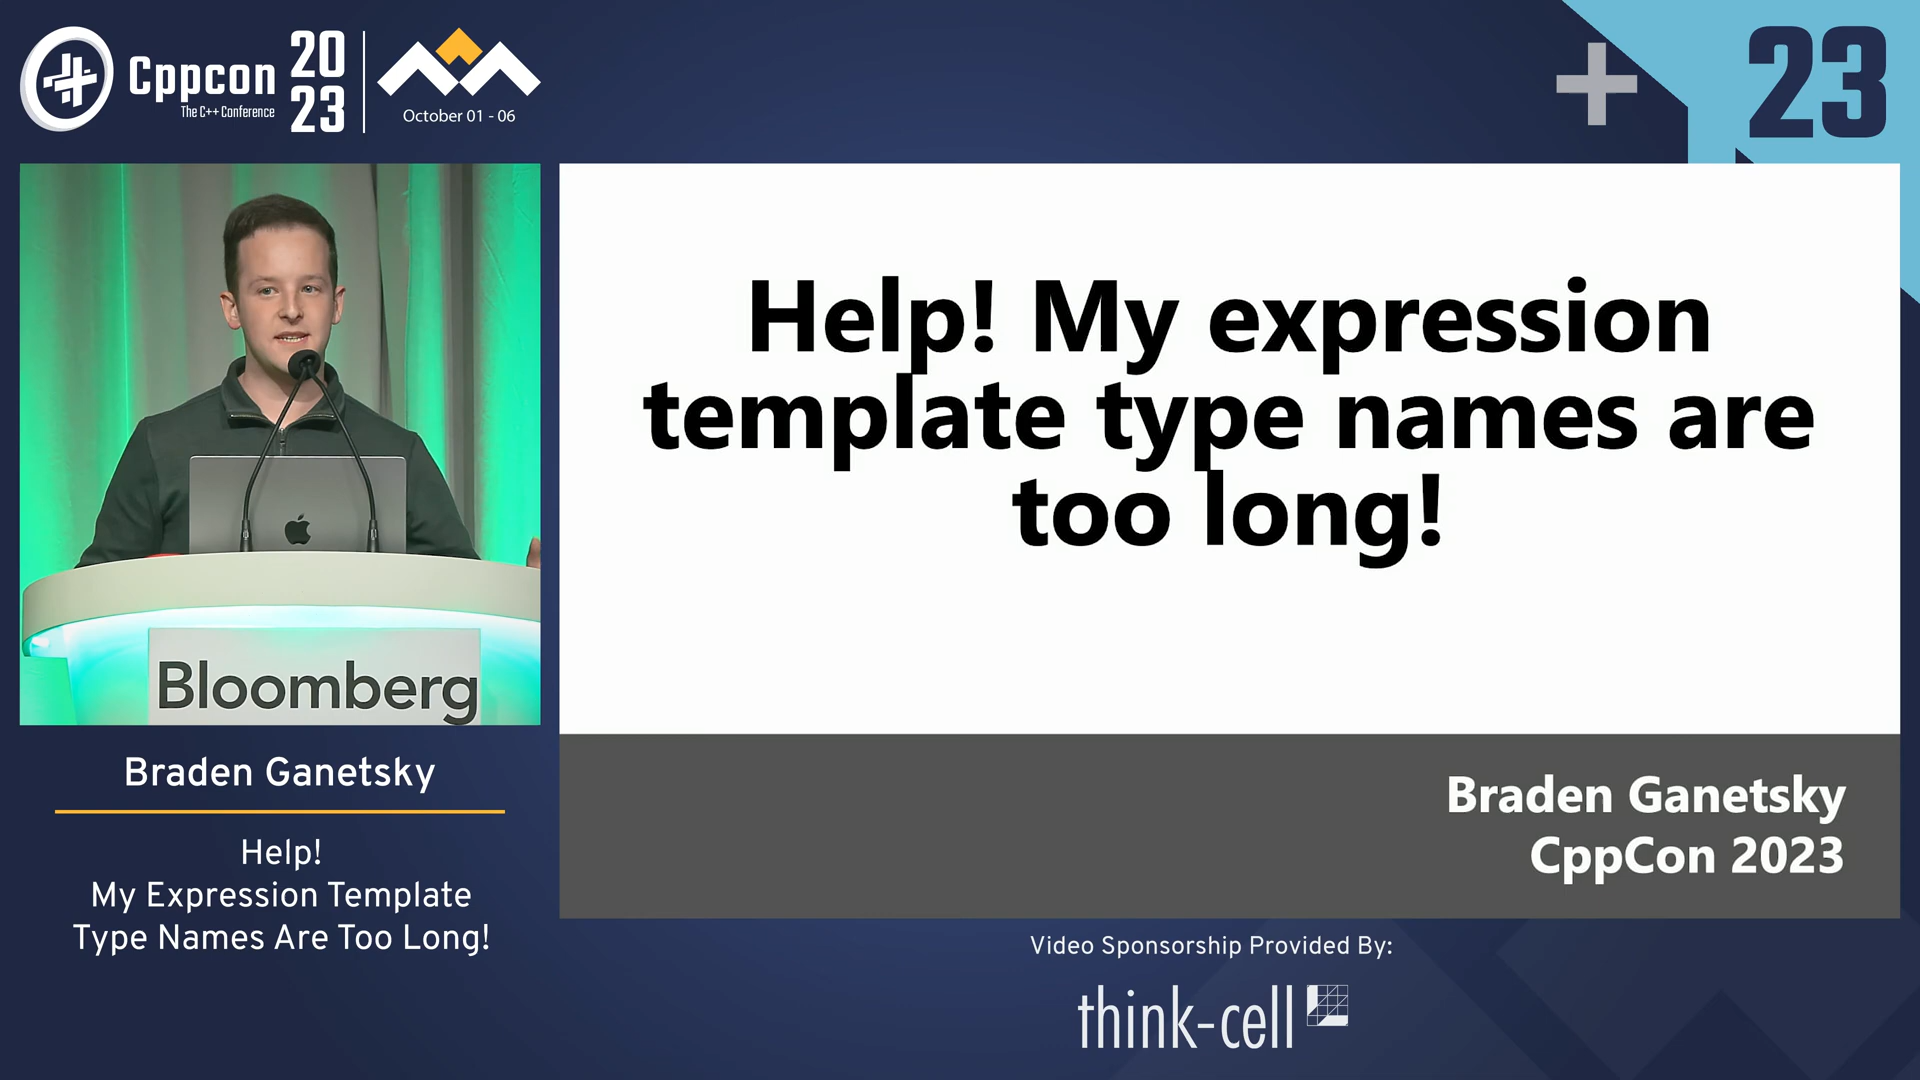 Cppcon
The C++ Conference
20
23
October 01 - 06
23
Help! My expression
template type names are
too long!
Bloomberg
Braden Ganetsky
Help!
My Expression Template
Type Names Are Too Long!
Braden Ganetsky
CppCon 2023
Video Sponsorship Provided By:
think-cell